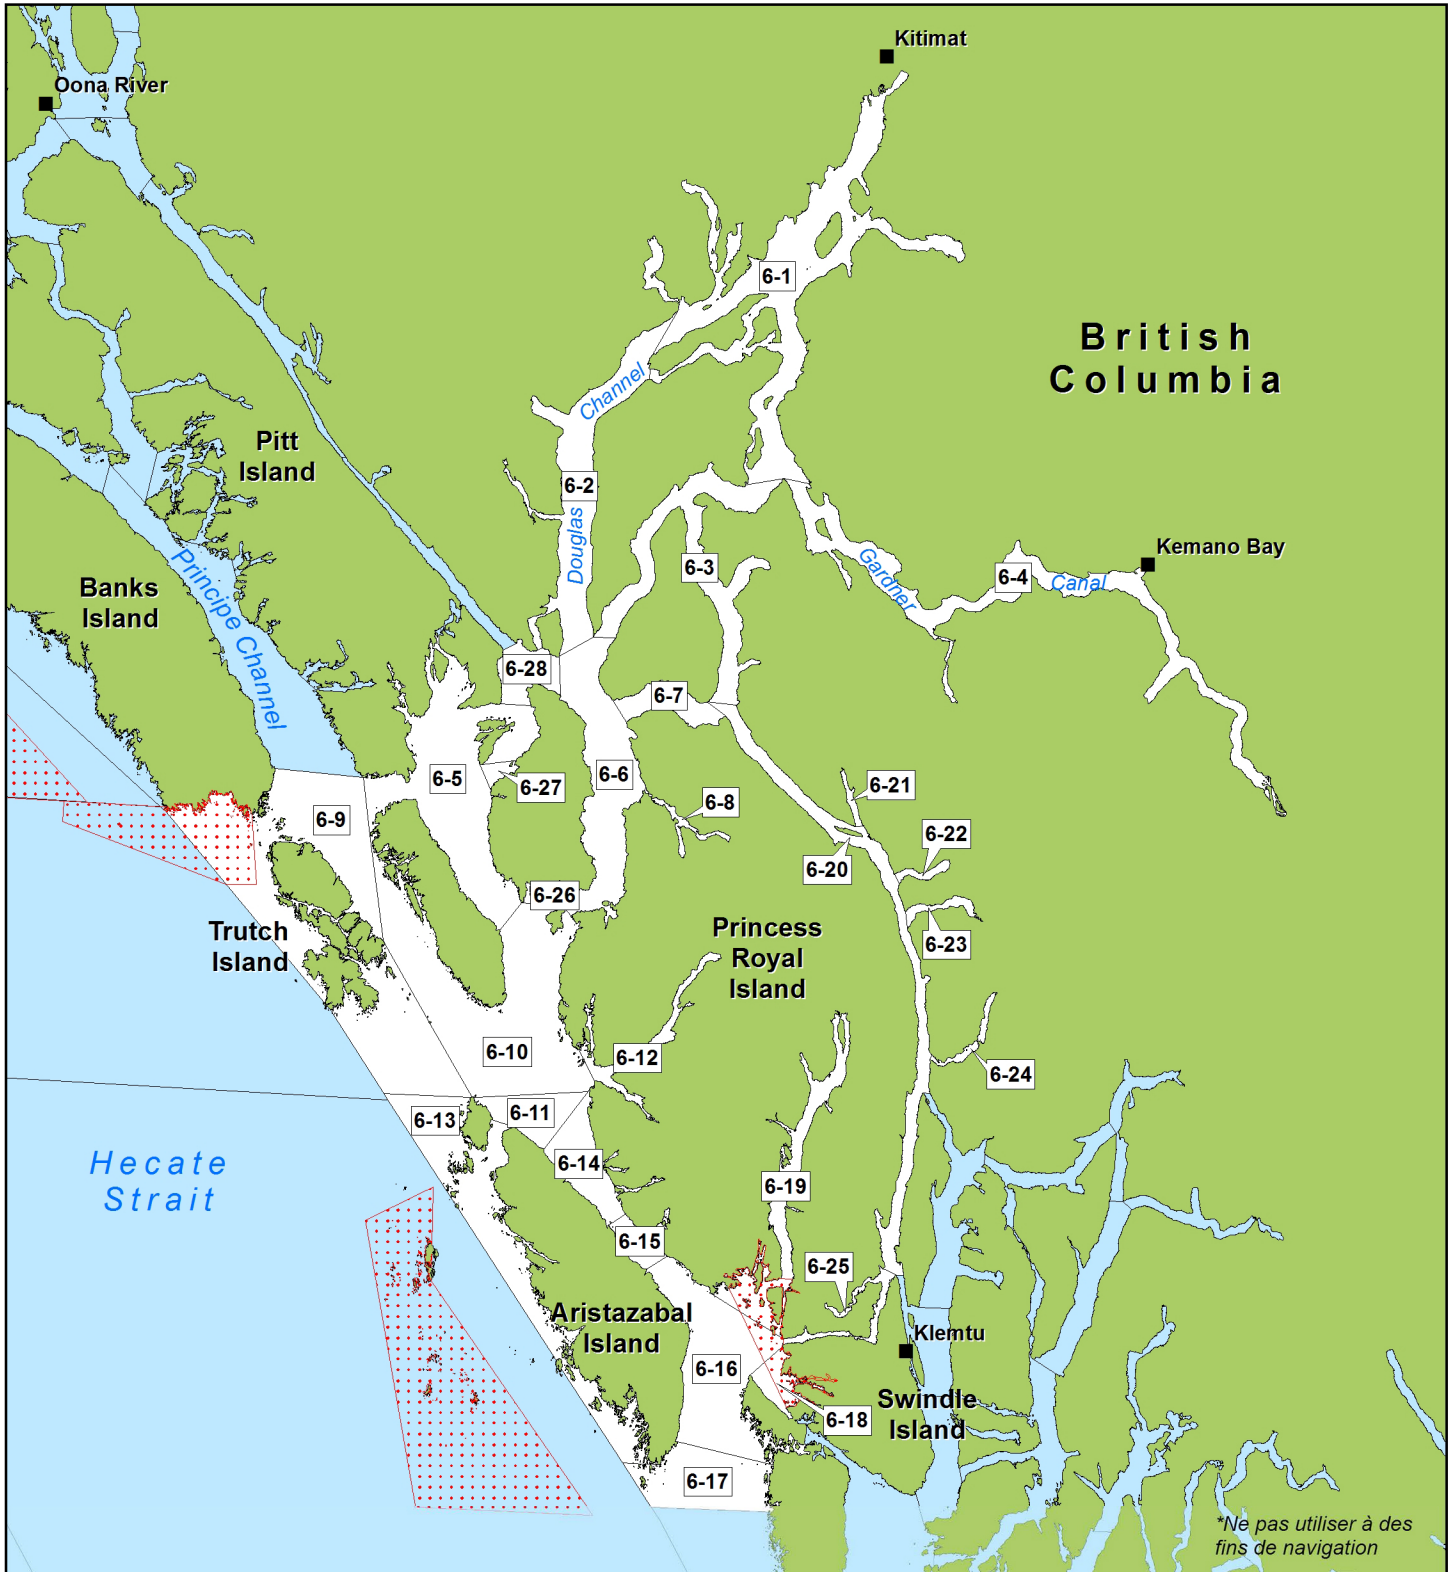 Kitimat
Oona River
6-1
British
Columbia
Channel
Pitt
Island
6-2
Douglas
Principe Channel
Banks
Island
6-3
Gardner
6-4
Canal
Kemano Bay
6-28
6-7
6-5
6-27
6-6
6-21
6-8
6-9
6-22
6-20
6-26
Trutch
Island
Princess
Royal
Island
6-23
6-10
6-12
6-24
6-13
6-11
Hecate
Strait
6-14
6-19
6-15
6-25
Aristazabal
Island
Klemtu
6-16
Swindle
Island
6-18
6-17
*Ne pas utiliser à des
fins de navigation